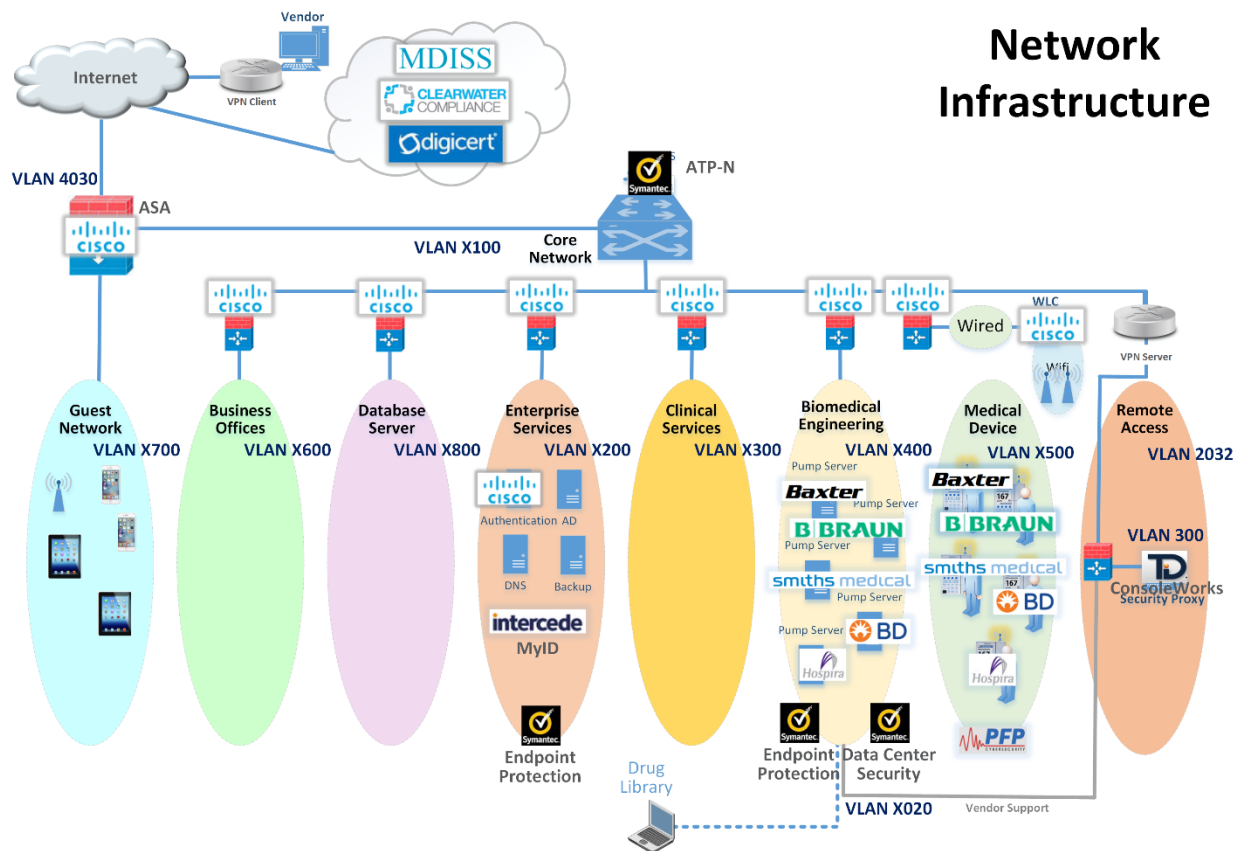 Network
Infrastructure
Vendor
Internet
VPN Client
MDISS
CLEARWATER
COMPLIANCE
digicert
VLAN 4030
ASA
CISCO
Symantec.
ATP-N
VLAN X100
Core
Network
CISCO
CISCO
CISCO
CISCO
CISCO
CISCO
Wired
WLC
CISCO
Wifi
VPN Server
Guest
Network
VLAN X700
Business
Offices
VLAN X600
Database
Server
VLAN X800
Enterprise
Services
VLAN X200
CISCO
Authentication
AD
DNS
Backup
intercede
MyID
Symantec.
Endpoint
Protection
Clinical
Services
VLAN X300
Biomedical
Engineering
VLAN X400
Pump Server
Baxter
Pump Server
B BRAUN
Pump Server
smiths medical
Pump Server
Pump Server
BD
Hospira
Symantec.
Endpoint
Protection
Symantec.
Data Center
Security
Medical
Device
VLAN X500
Baxter
167
B BRAUN
smiths medical
167
BD
167
Hospira
PFP
CYBERSECURITY
Remote
Access
VLAN 2032
VLAN 300
TD
ConsoleWorks
Security Proxy
Drug
Library
VLAN X020
Vendor Support